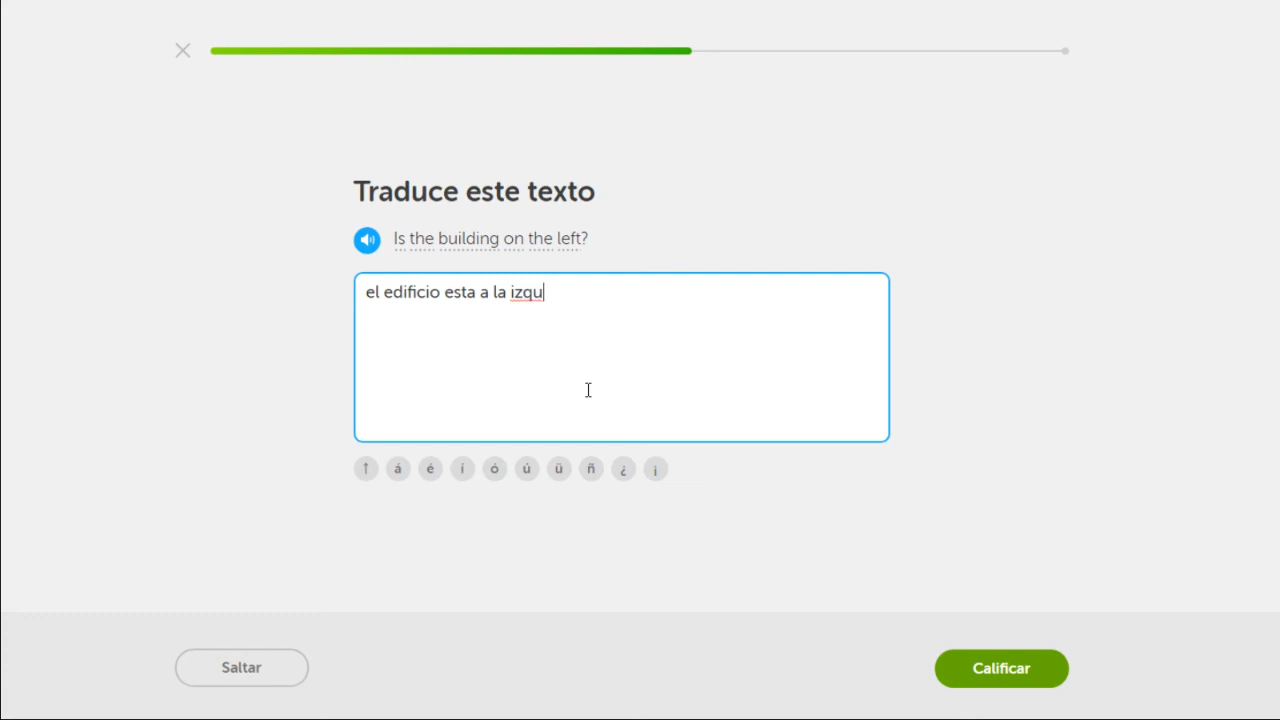 Traduce este texto
Is the building on the left?
el edificio esta a la izqu
↑ á é í ó ú ü ñ ¿ ¡
Saltar
Calificar